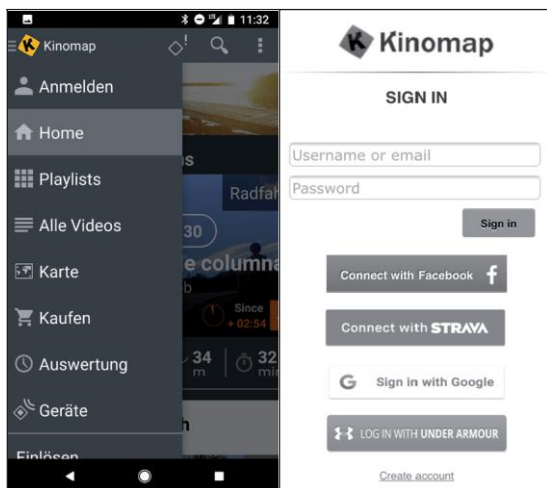 11:32
Kinomap
Anmelden
Home
Playlists
Alle Videos
Karte
Kaufen
Auswertung
Geräte
Einlösen
Radfah
30
e columna
b
Since
+ 02:54
34
m
32
min
h
Kinomap
SIGN IN
Username or email
Password
Sign in
Connect with Facebook f
Connect with STRAVA
G Sign in with Google
LOG IN WITH UNDER ARMOUR
Create account